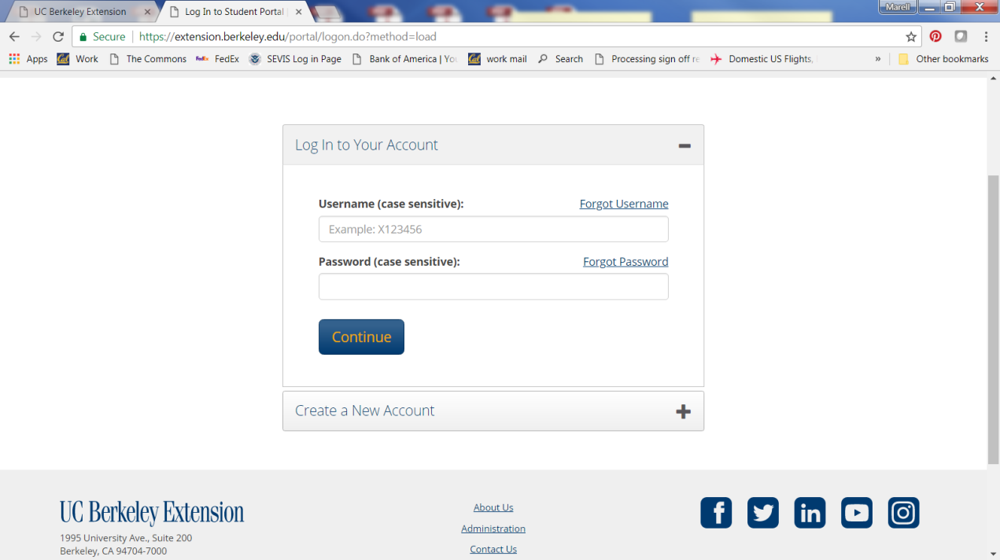 UC Berkeley Extension
Log In to Student Portal
Marell
Secure https://extension.berkeley.edu/portal/logon.do?method=load
Apps Cal Work The Commons FedEx FedEx SEVIS Log in Page Bank of America | You Cal work mail Search Processing sign off re Domestic US Flights, » Other bookmarks
Log In to Your Account
Username (case sensitive): Forgot Username
Example: X123456
Password (case sensitive): Forgot Password
Continue
Create a New Account
UC Berkeley Extension
1995 University Ave., Suite 200
Berkeley, CA 94704-7000
About Us
Administration
Contact Us